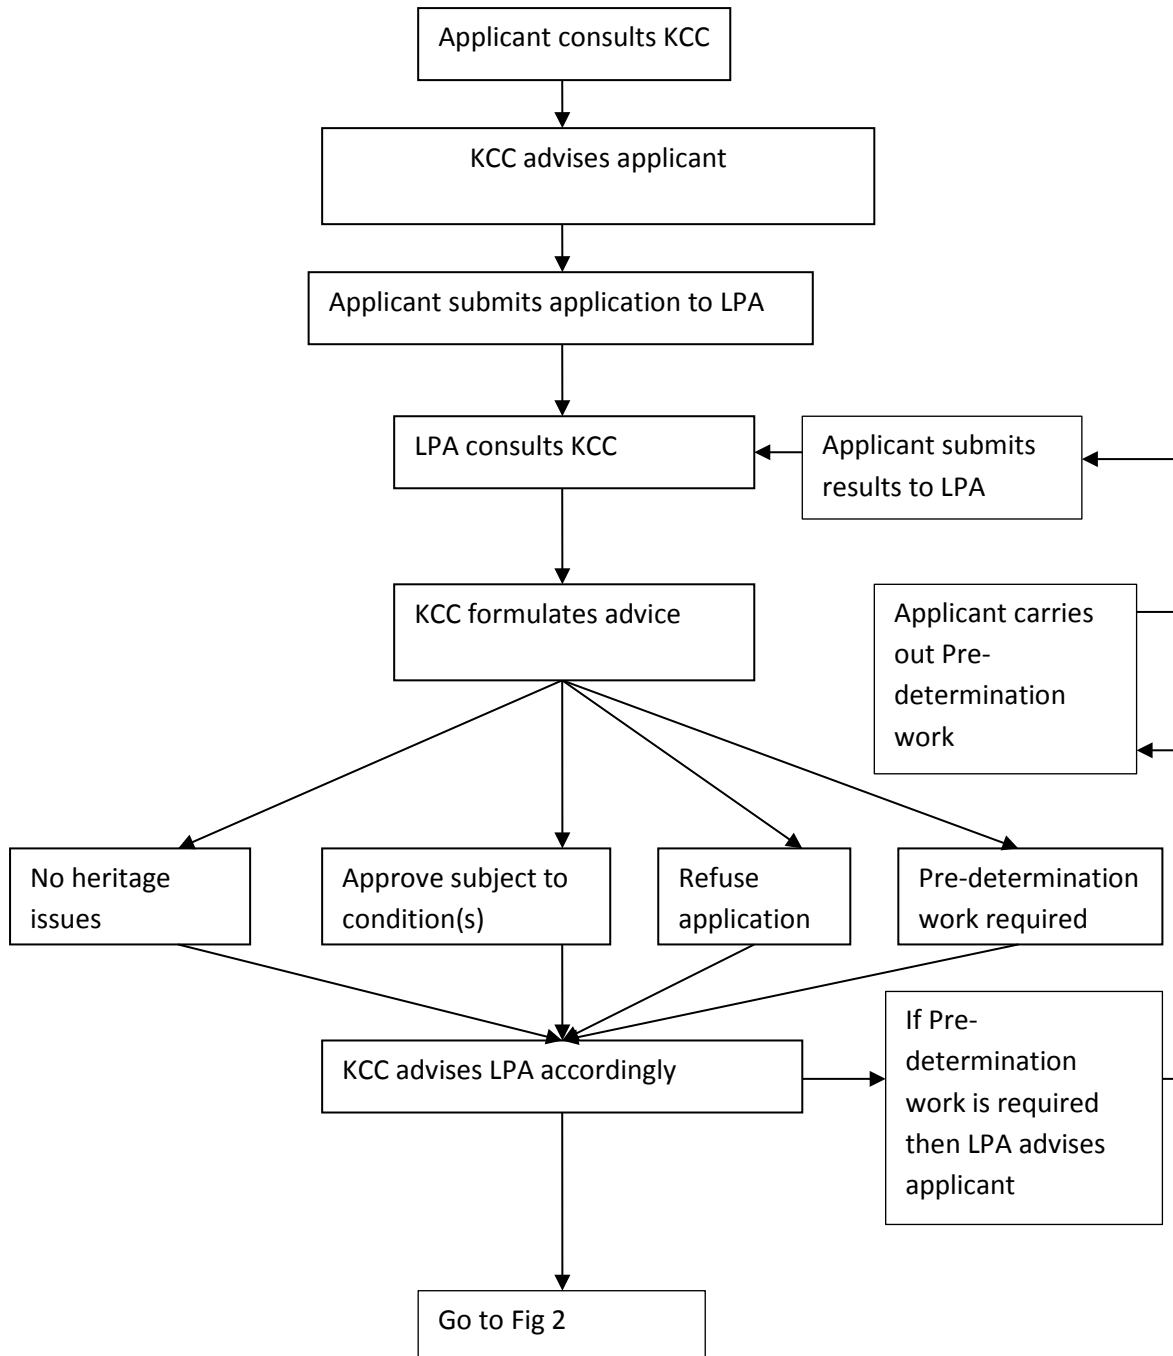 Applicant consults KCC
KCC advises applicant
Applicant submits application to LPA
LPA consults KCC
Applicant submits
results to LPA
KCC formulates advice
Applicant carries
out Pre-
determination
work
No heritage
issues
Approve subject to
condition(s)
Refuse
application
Pre-determination
work required
KCC advises LPA accordingly
If Pre-
determination
work is required
then LPA advises
applicant
Go to Fig 2